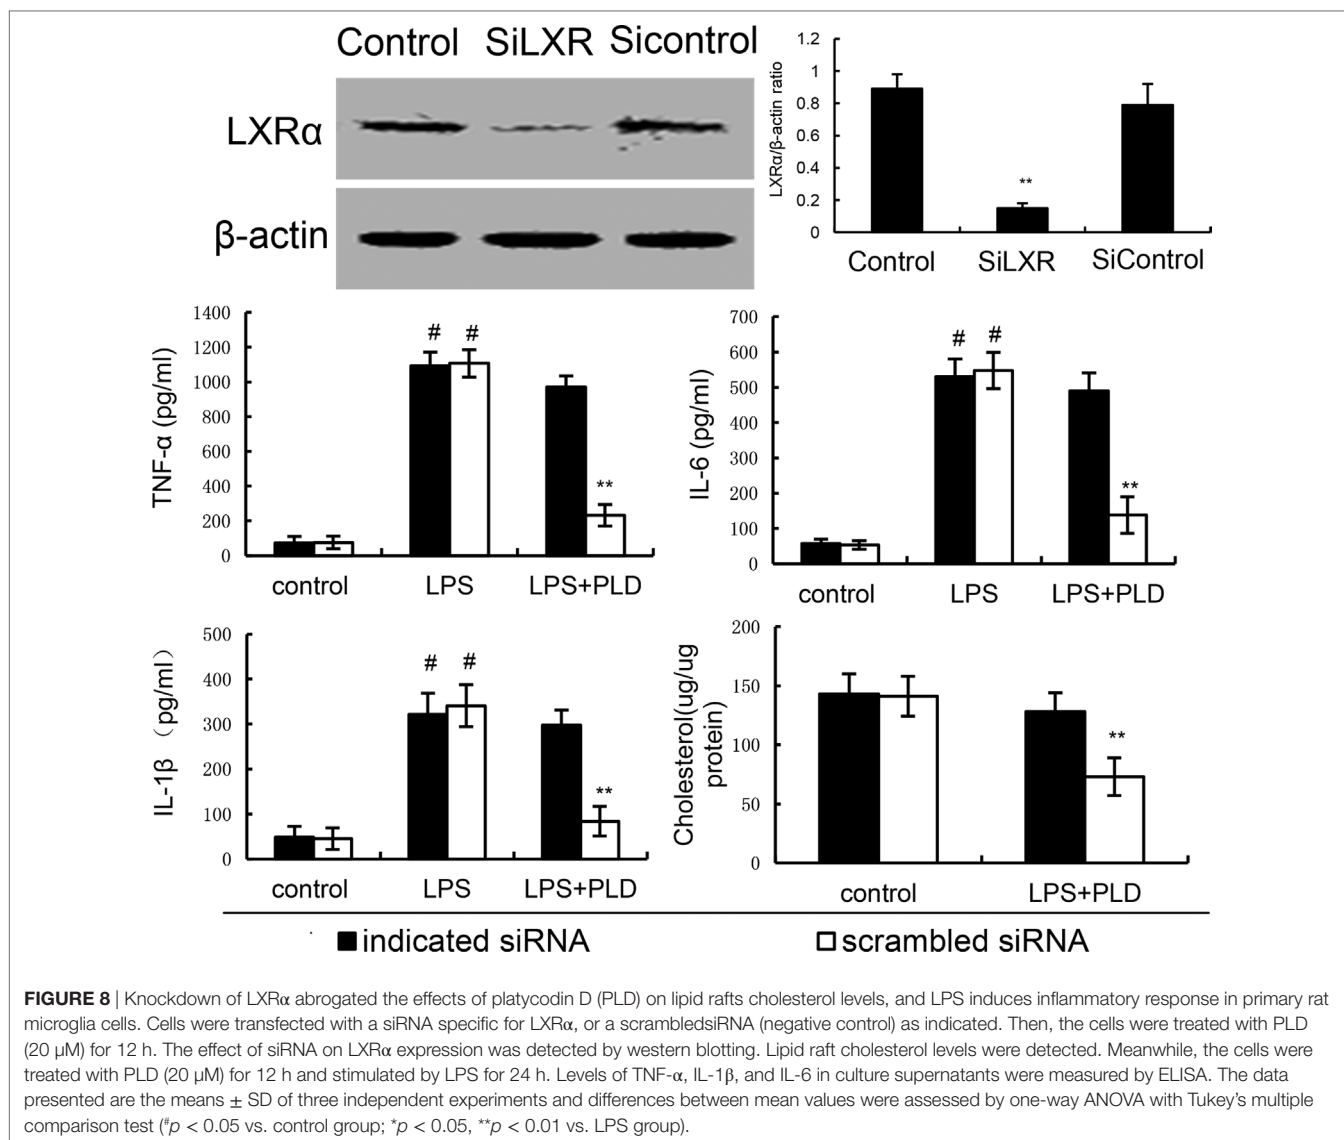 Control SiLXR Sicontrol
LXRα
β-actin
LXRα/β-actin ratio
1.2
1
0.8
0.6
0.4
0.2
0
**
Control SiLXR SiControl
TNF-α (pg/ml)
1400
1200
1000
800
600
400
200
0
# #
**
control LPS LPS+PLD
IL-6 (pg/ml)
700
600
500
400
300
200
100
0
# #
**
control LPS LPS+PLD
IL-1β （pg/ml）
500
400
300
200
100
0
# #
**
control LPS LPS+PLD
Cholesterol(ug/ug
protein)
200
150
100
50
0
**
control LPS+PLD
indicated siRNA scrambled siRNA
FIGURE 8 | Knockdown of LXRα abrogated the effects of platycodin D (PLD) on lipid rafts cholesterol levels, and LPS induces inflammatory response in primary rat
microglia cells. Cells were transfected with a siRNA specific for LXRα, or a scrambledsiRNA (negative control) as indicated. Then, the cells were treated with PLD
(20 μM) for 12 h. The effect of siRNA on LXRα expression was detected by western blotting. Lipid raft cholesterol levels were detected. Meanwhile, the cells were
treated with PLD (20 μM) for 12 h and stimulated by LPS for 24 h. Levels of TNF-α, IL-1β, and IL-6 in culture supernatants were measured by ELISA. The data
presented are the means ± SD of three independent experiments and differences between mean values were assessed by one-way ANOVA with Tukey's multiple
comparison test (#p < 0.05 vs. control group; *p < 0.05, **p < 0.01 vs. LPS group).